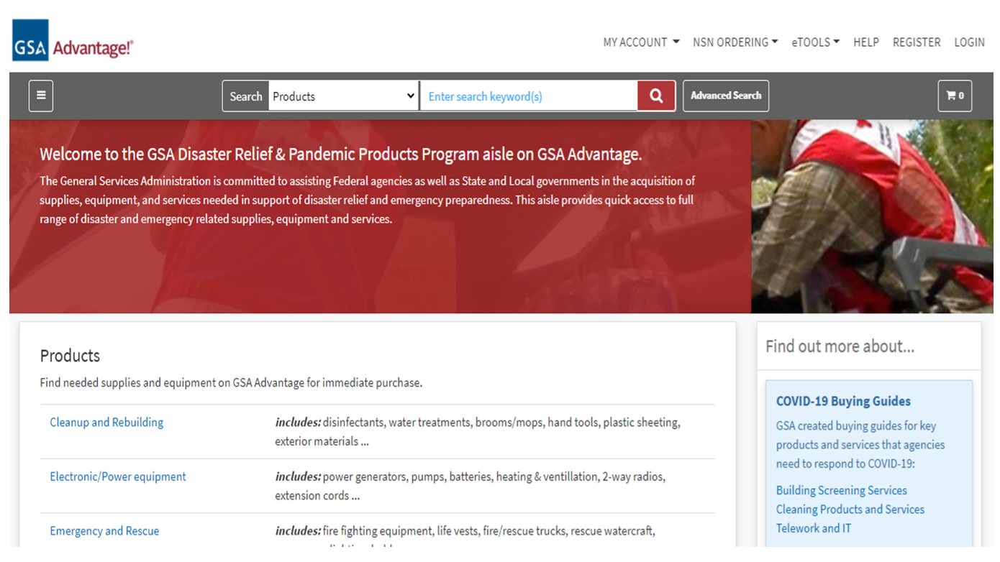 GSA Advantage!®
MY ACCOUNT NSN ORDERING eTOOLS HELP REGISTER LOGIN
Search Products Enter search keyword(s) Advanced Search 0
Welcome to the GSA Disaster Relief & Pandemic Products Program aisle on GSA Advantage.
The General Services Administration is committed to assisting Federal agencies as well as State and Local governments in the acquisition of
supplies, equipment, and services needed in support of disaster relief and emergency preparedness. This aisle provides quick access to full
range of disaster and emergency related supplies, equipment and services.
Products
Find needed supplies and equipment on GSA Advantage for immediate purchase.
Cleanup and Rebuilding
includes: disinfectants, water treatments, brooms/mops, hand tools, plastic sheeting,
exterior materials ...
Electronic/Power equipment
includes: power generators, pumps, batteries, heating & ventillation, 2-way radios,
extension cords ...
Emergency and Rescue
includes: fire fighting equipment, life vests, fire/rescue trucks, rescue watercraft,
Find out more about...
COVID-19 Buying Guides
GSA created buying guides for key
products and services that agencies
need to respond to COVID-19:
Building Screening Services
Cleaning Products and Services
Telework and IT